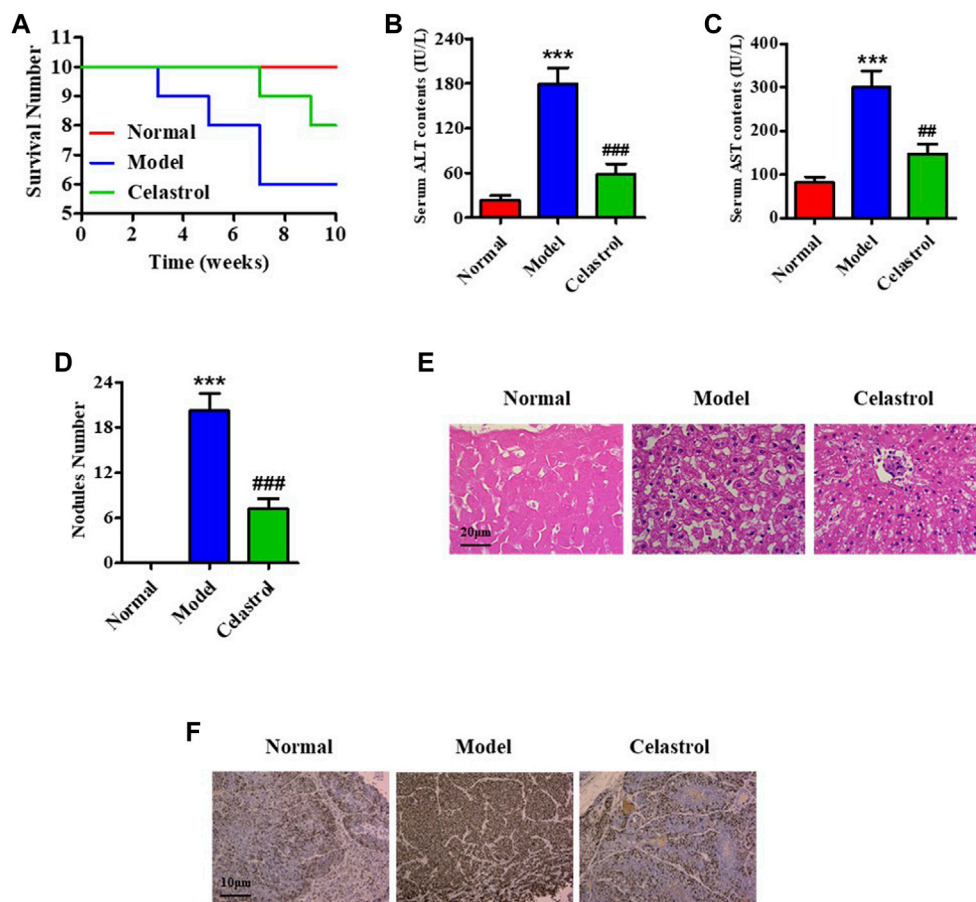 A
Survival Number
11
10
9
8
7
6
5
Normal
Model
Celastrol
0
2
4
6
8
10
Time (weeks)
B
Serum ALT contents (IU/L)
240
180
120
60
0
***
###
Normal
Model
Celastrol
C
Serum AST contents (IU/L)
400
300
200
100
0
***
##
Normal
Model
Celastrol
D
Nodules Number
24
18
12
6
0
***
###
Normal
Model
Celastrol
E
Normal
Model
Celastrol
20μm
F
Normal
Model
Celastrol
10μm